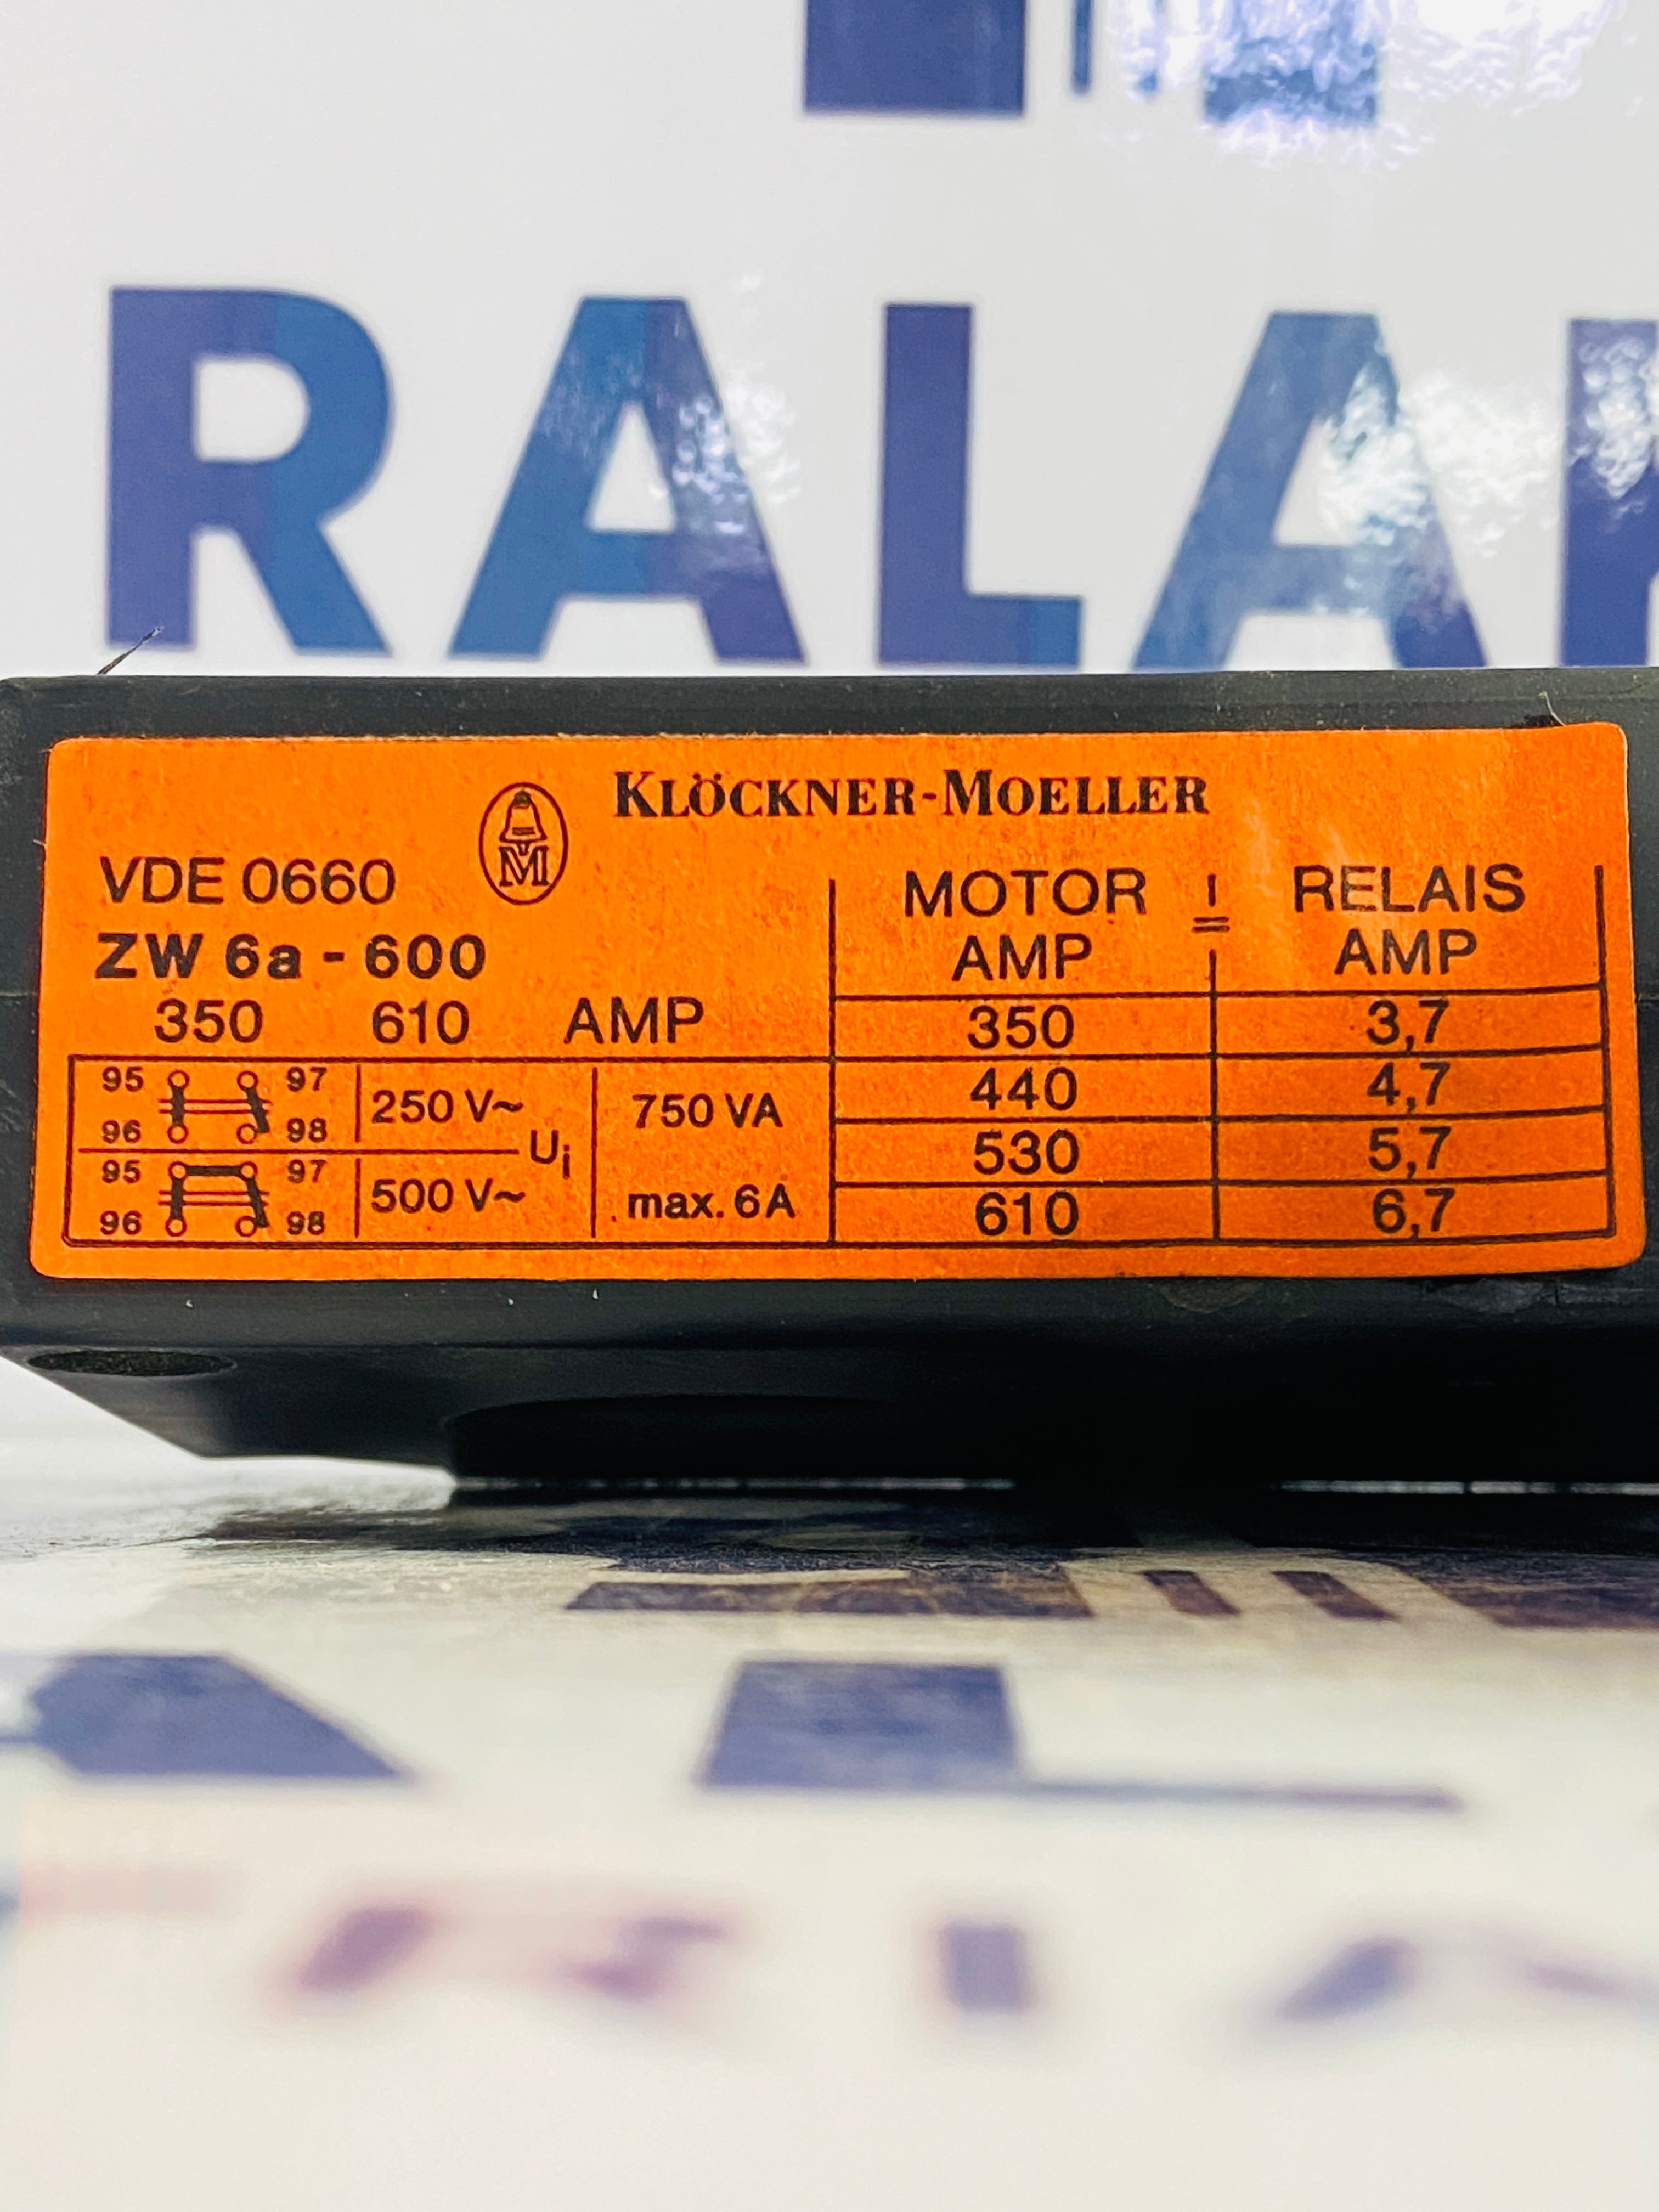 RALA
KLÖCKNER-MOELLER
M
VDE 0660
ZW 6a - 600
350 610 AMP
MOTOR AMP = RELAIS AMP
350 3,7
440 4,7
530 5,7
610 6,7
95 97
96 98
250 V~
95 97
96 98
500 V~
Ui
750 VA
max. 6A